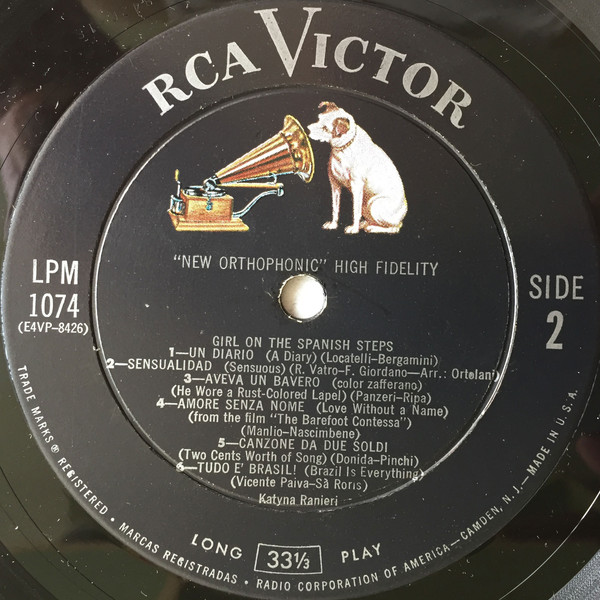 RCA VICTOR
"NEW ORTHOPHONIC" HIGH FIDELITY
LPM
1074
(E4VP-8426)
SIDE
2
GIRL ON THE SPANISH STEPS
1—UN DIARIO (A Diary) (Locatelli-Bergamini)
2—SENSUALIDAD (Sensuous) (R. Vatro-F. Giordano-Arr.: Ortolani)
3—AVEVA UN BAVERO (color zafferano)
(He Wore a Rust-Colored Lapel) (Panzeri-Ripa)
4—AMORE SENZA NOME (Love Without a Name)
(from the film "The Barefoot Contessa")
(Manlio-Nascimbene)
5—CANZONE DA DUE SOLDI
(Two Cents Worth of Song) (Donida-Pinchi)
6—TUDO E' BRASIL! (Brazil Is Everything)
(Vicente Paiva-Sà Roris)
Katyna Ranieri
LONG 33⅓ PLAY
TRADE MARKS ® REGISTERED • MARCAS REGISTRADAS • RADIO CORPORATION OF AMERICA—CAMDEN, N.J.—MADE IN U.S.A.